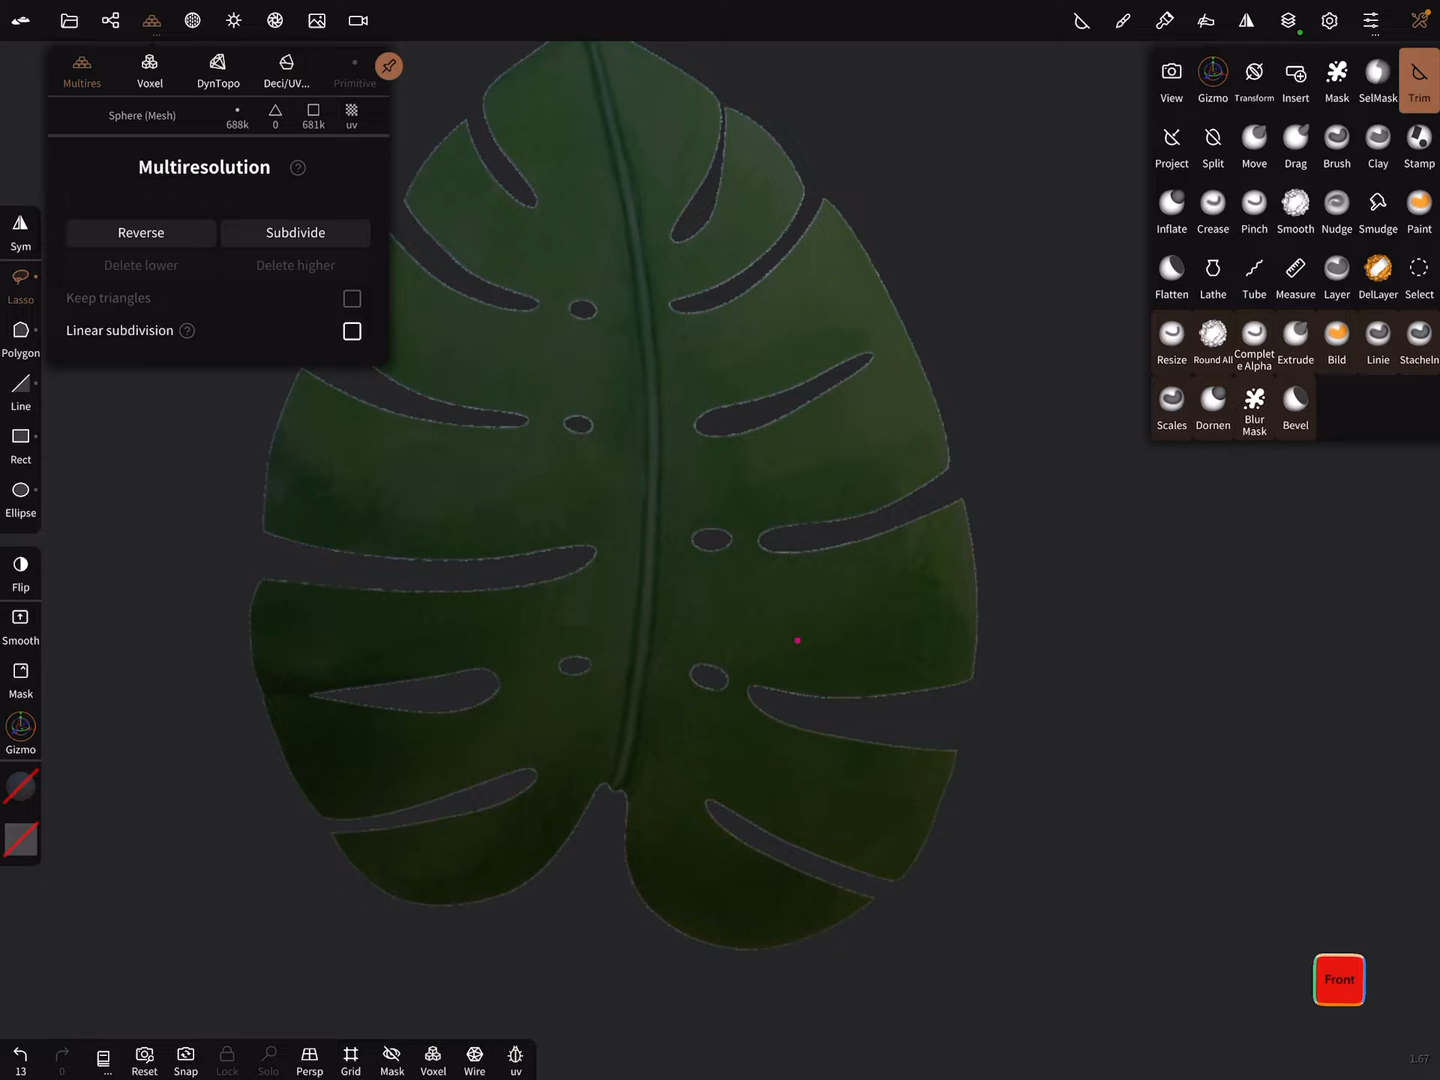 Multires Voxel DynTopo Deci/UV... Primitive
Sphere (Mesh) 688k 0 681k uv
Multiresolution ?
Reverse Subdivide
Delete lower Delete higher
Keep triangles
Linear subdivision ?
Sym
Lasso
Polygon
Line
Rect
Ellipse
Flip
Smooth
Mask
Gizmo
View Gizmo Transform Insert Mask SelMask Trim
Project Split Move Drag Brush Clay Stamp
Inflate Crease Pinch Smooth Nudge Smudge Paint
Flatten Lathe Tube Measure Layer DelLayer Select
Resize Round All Complet
e Alpha Extrude Bild Linie Stacheln
Scales Dornen Blur
Mask Bevel
Front
13 0 ... Reset Snap Lock Solo Persp Grid Mask Voxel Wire uv
1.67